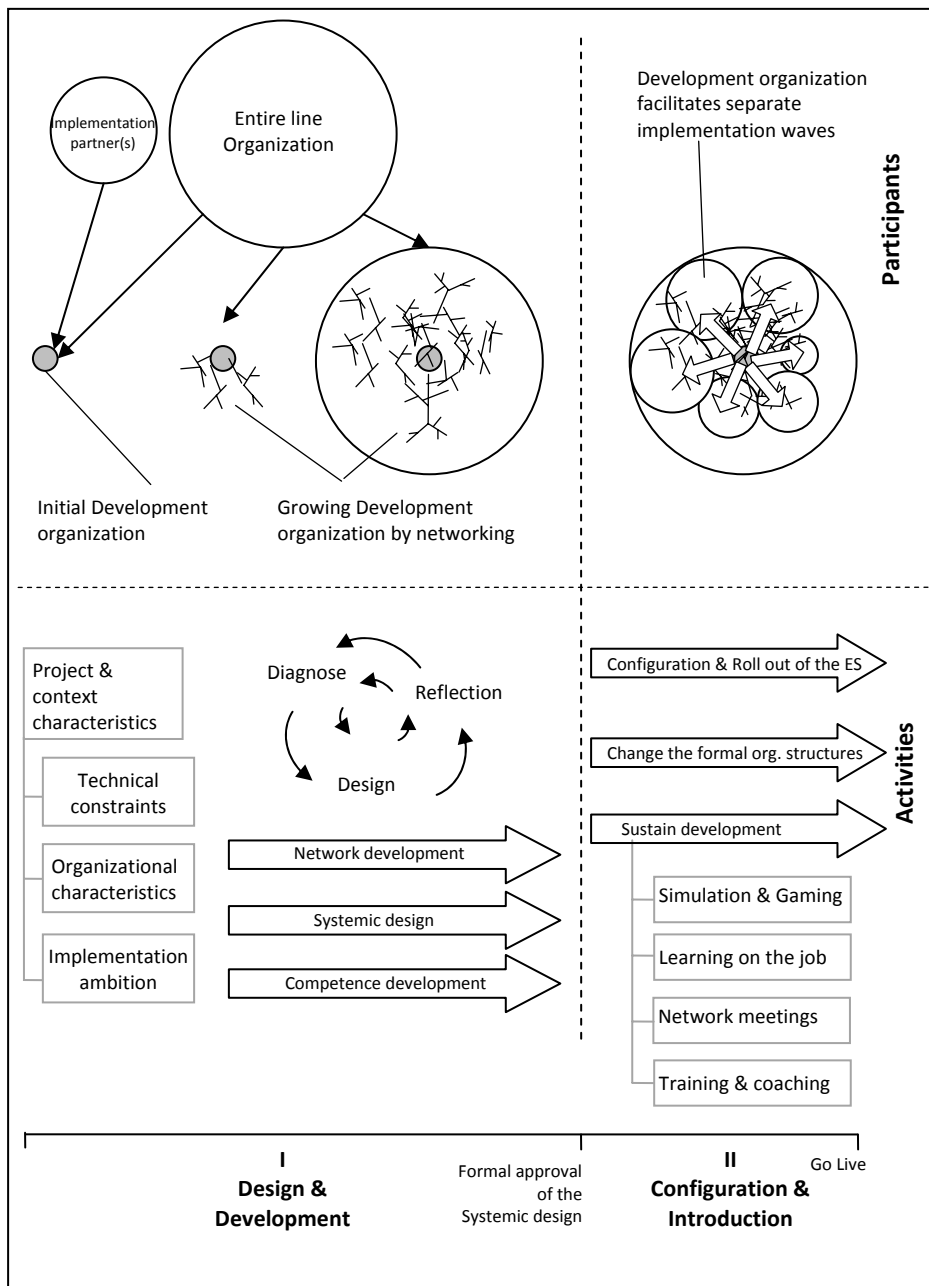 Implementation
partner(s)
Entire line
Organization
Development organization
facilitates separate
implementation waves
Participants
Initial Development
organization
Growing Development
organization by networking
Project &
context
characteristics
Technical
constraints
Organizational
characteristics
Implementation
ambition
Diagnose
Reflection
Design
Network development
Systemic design
Competence development
Configuration & Roll out of the ES
Change the formal org. structures
Sustain development
Simulation & Gaming
Learning on the job
Network meetings
Training & coaching
Activities
I
Design &
Development
Formal approval
of the
Systemic design
II
Configuration &
Introduction
Go Live